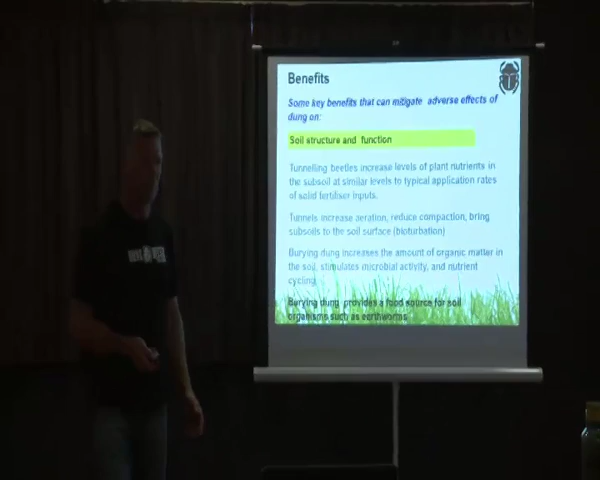 Benefits
Some key benefits that can mitigate adverse effects of
dung on:
Soil structure and function
Tunnelling beetles increase levels of plant nutrients in
the subsoil at similar levels to typical application rates
of solid fertiliser inputs.
Tunnels increase aeration, reduce compaction, bring
subsoils to the soil surface (bioturbation)
Burying dung increases the amount of organic matter in
the soil, stimulates microbial activity, and nutrient
cycling
Burying dung provides a food source for soil
organisms such as earthworms